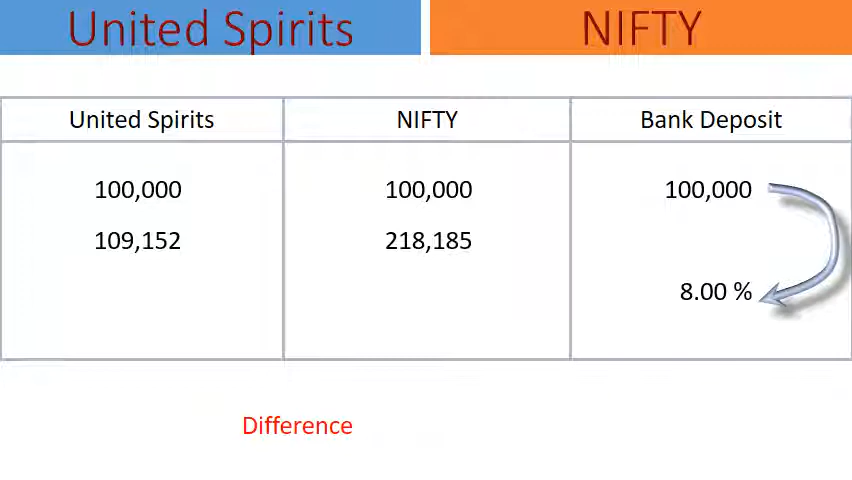 United Spirits NIFTY
United Spirits NIFTY Bank Deposit
100,000 100,000 100,000
109,152 218,185
8.00 %
Difference